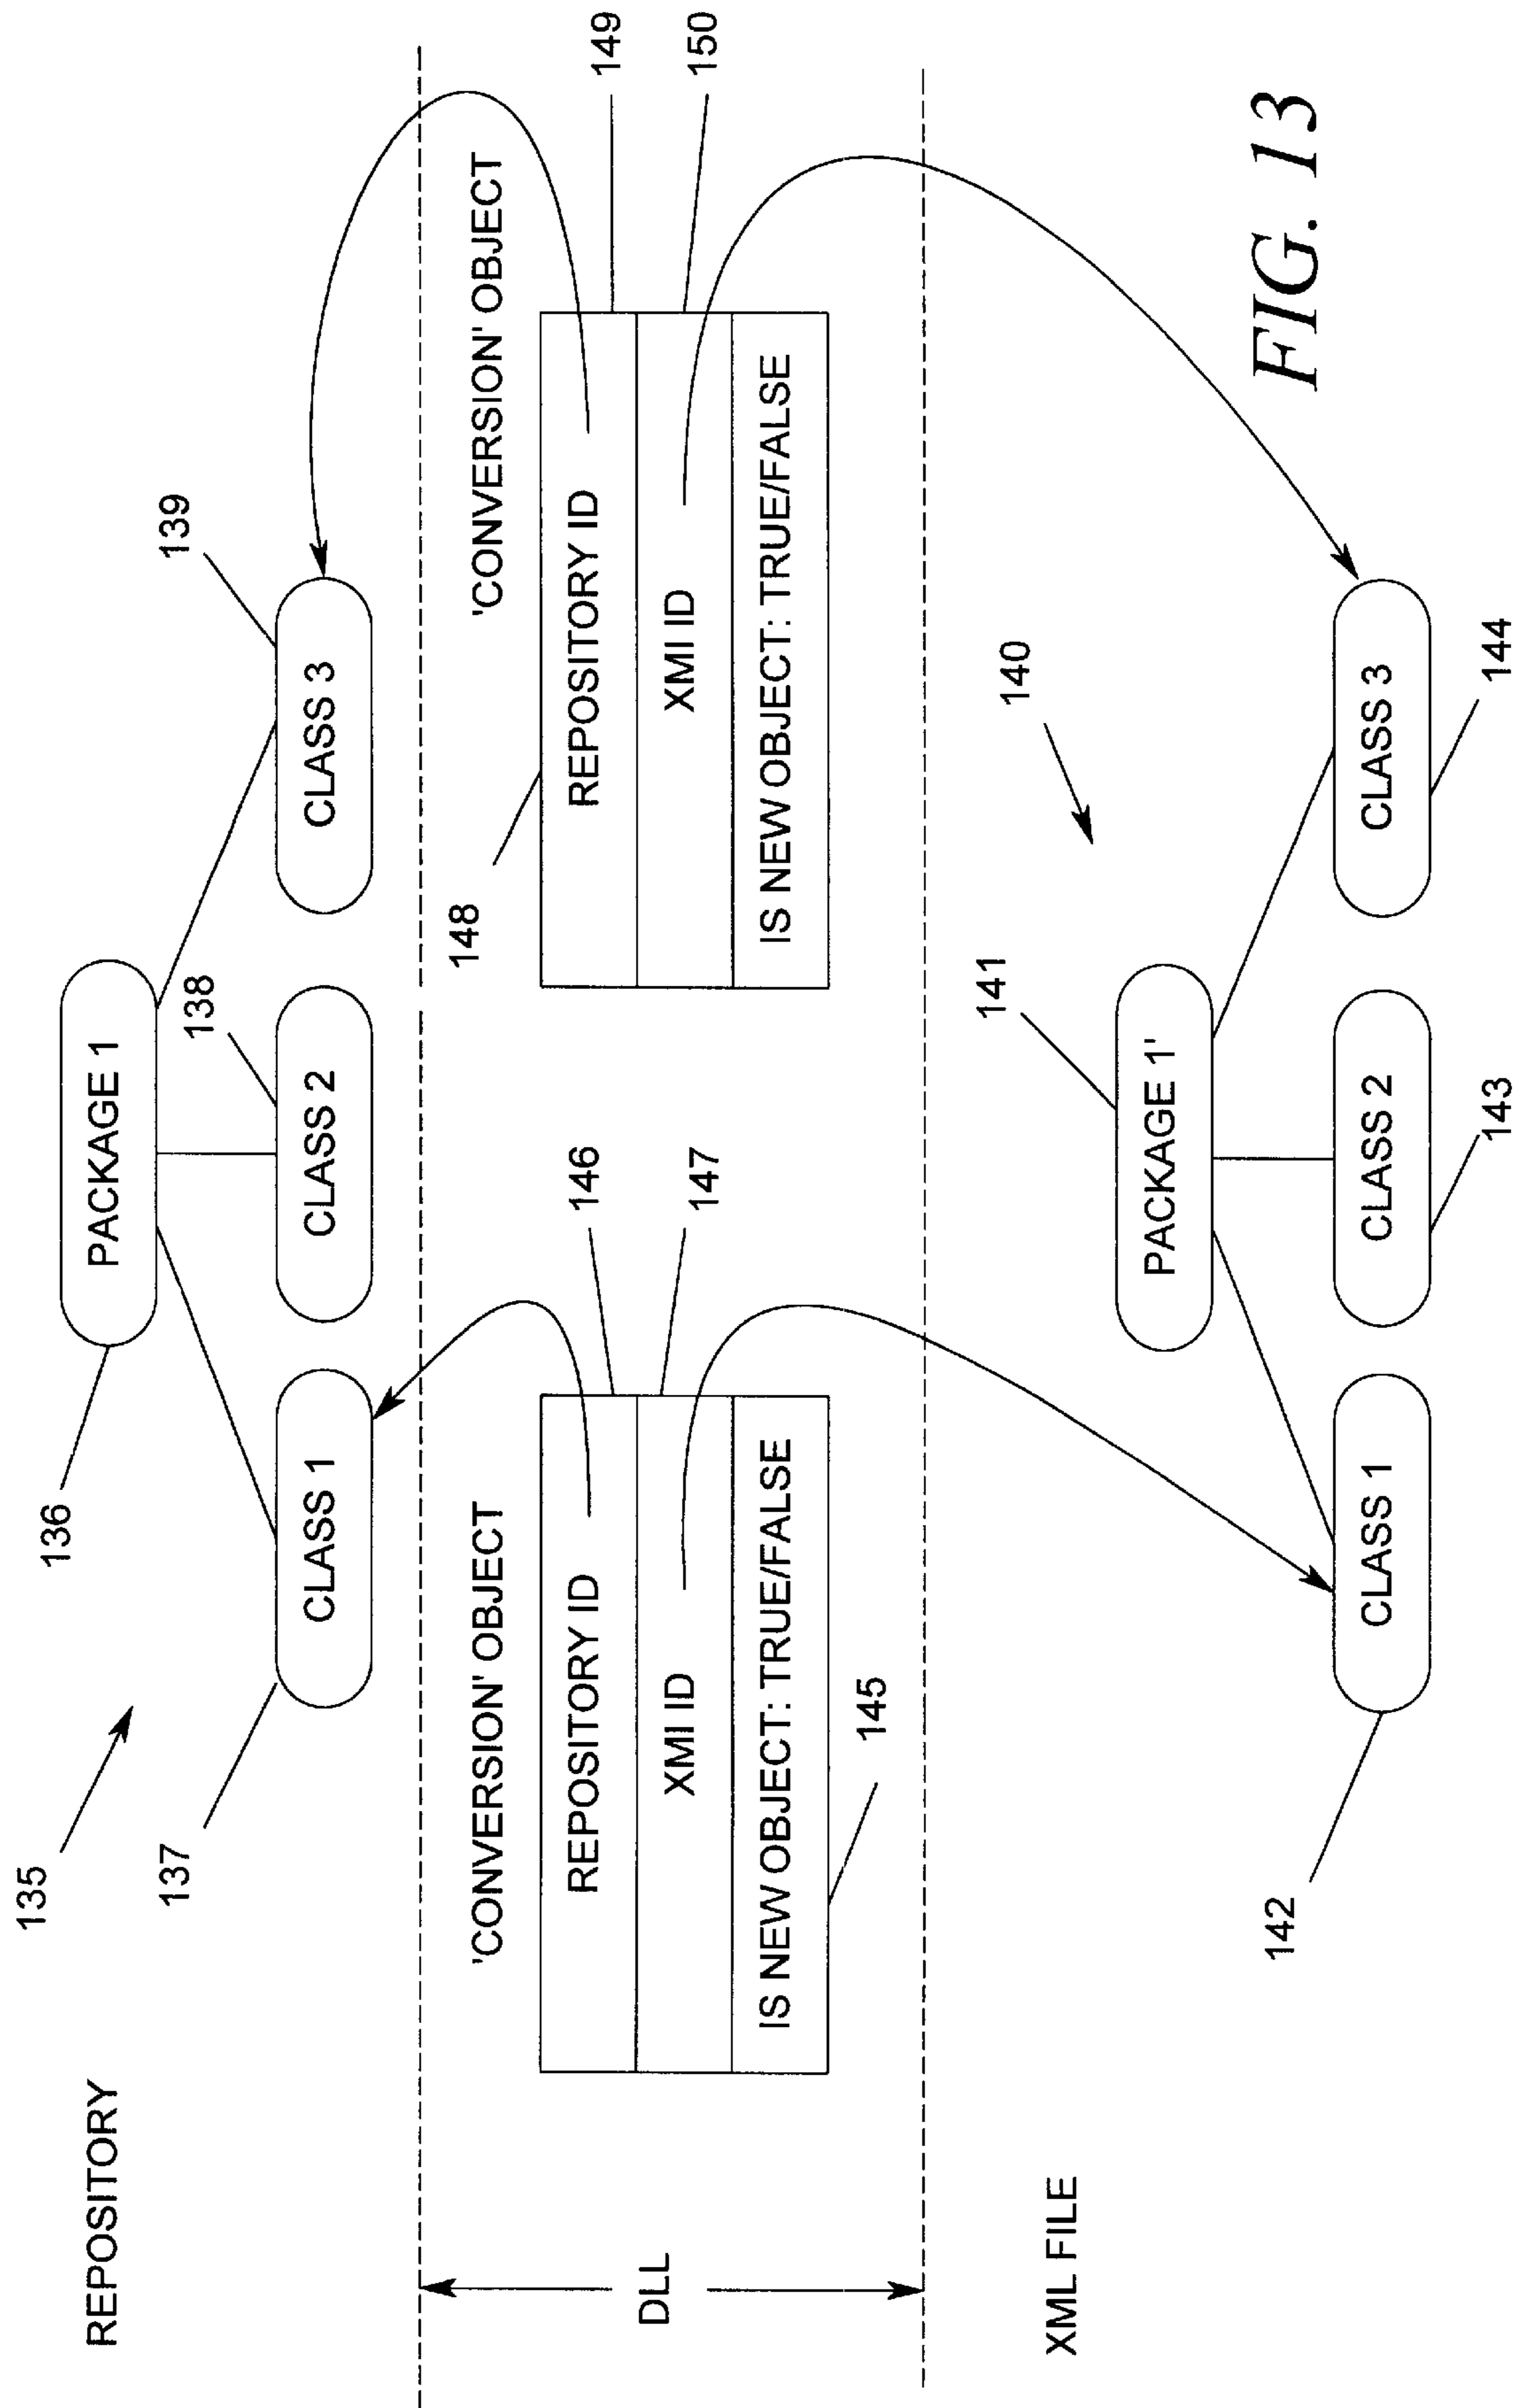 REPOSITORY
135
136
PACKAGE 1
137
138
139
CLASS 1
CLASS 2
CLASS 3
DLL
'CONVERSION' OBJECT
REPOSITORY ID
XMI ID
IS NEW OBJECT: TRUE/FALSE
145
146
147
'CONVERSION' OBJECT
148
REPOSITORY ID
XMI ID
IS NEW OBJECT: TRUE/FALSE
149
150
XML FILE
140
141
PACKAGE 1'
CLASS 1
CLASS 2
CLASS 3
142
143
144
FIG. 13